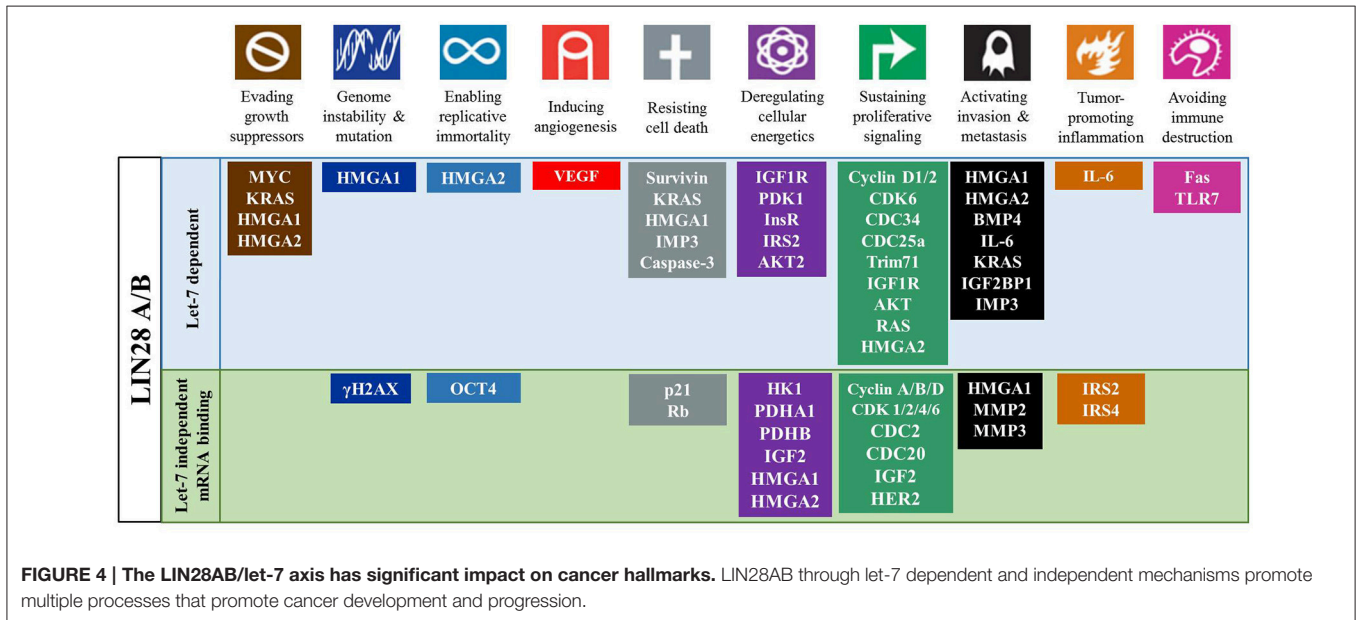 Evading
growth
suppressors
Genome
instability &
mutation
Enabling
replicative
immortality
Inducing
angiogenesis
Resisting
cell death
Deregulating
cellular
energetics
Sustaining
proliferative
signaling
Activating
invasion &
metastasis
Tumor-
promoting
inflammation
Avoiding
immune
destruction
LIN28 A/B
Let-7 dependent
MYC
KRAS
HMGA1
HMGA2
HMGA1
HMGA2
VEGF
Survivin
KRAS
HMGA1
IMP3
Caspase-3
IGF1R
PDK1
InsR
IRS2
AKT2
Cyclin D1/2
CDK6
CDC34
CDC25a
Trim71
IGF1R
AKT
RAS
HMGA2
HMGA1
HMGA2
BMP4
IL-6
KRAS
IGF2BP1
IMP3
IL-6
Fas
TLR7
Let-7 independent
mRNA binding
γH2AX
OCT4
p21
Rb
HK1
PDHA1
PDHB
IGF2
HMGA1
HMGA2
Cyclin A/B/D
CDK 1/2/4/6
CDC2
CDC20
IGF2
HER2
HMGA1
MMP2
MMP3
IRS2
IRS4
FIGURE 4 | The LIN28AB/let-7 axis has significant impact on cancer hallmarks. LIN28AB through let-7 dependent and independent mechanisms promote
multiple processes that promote cancer development and progression.